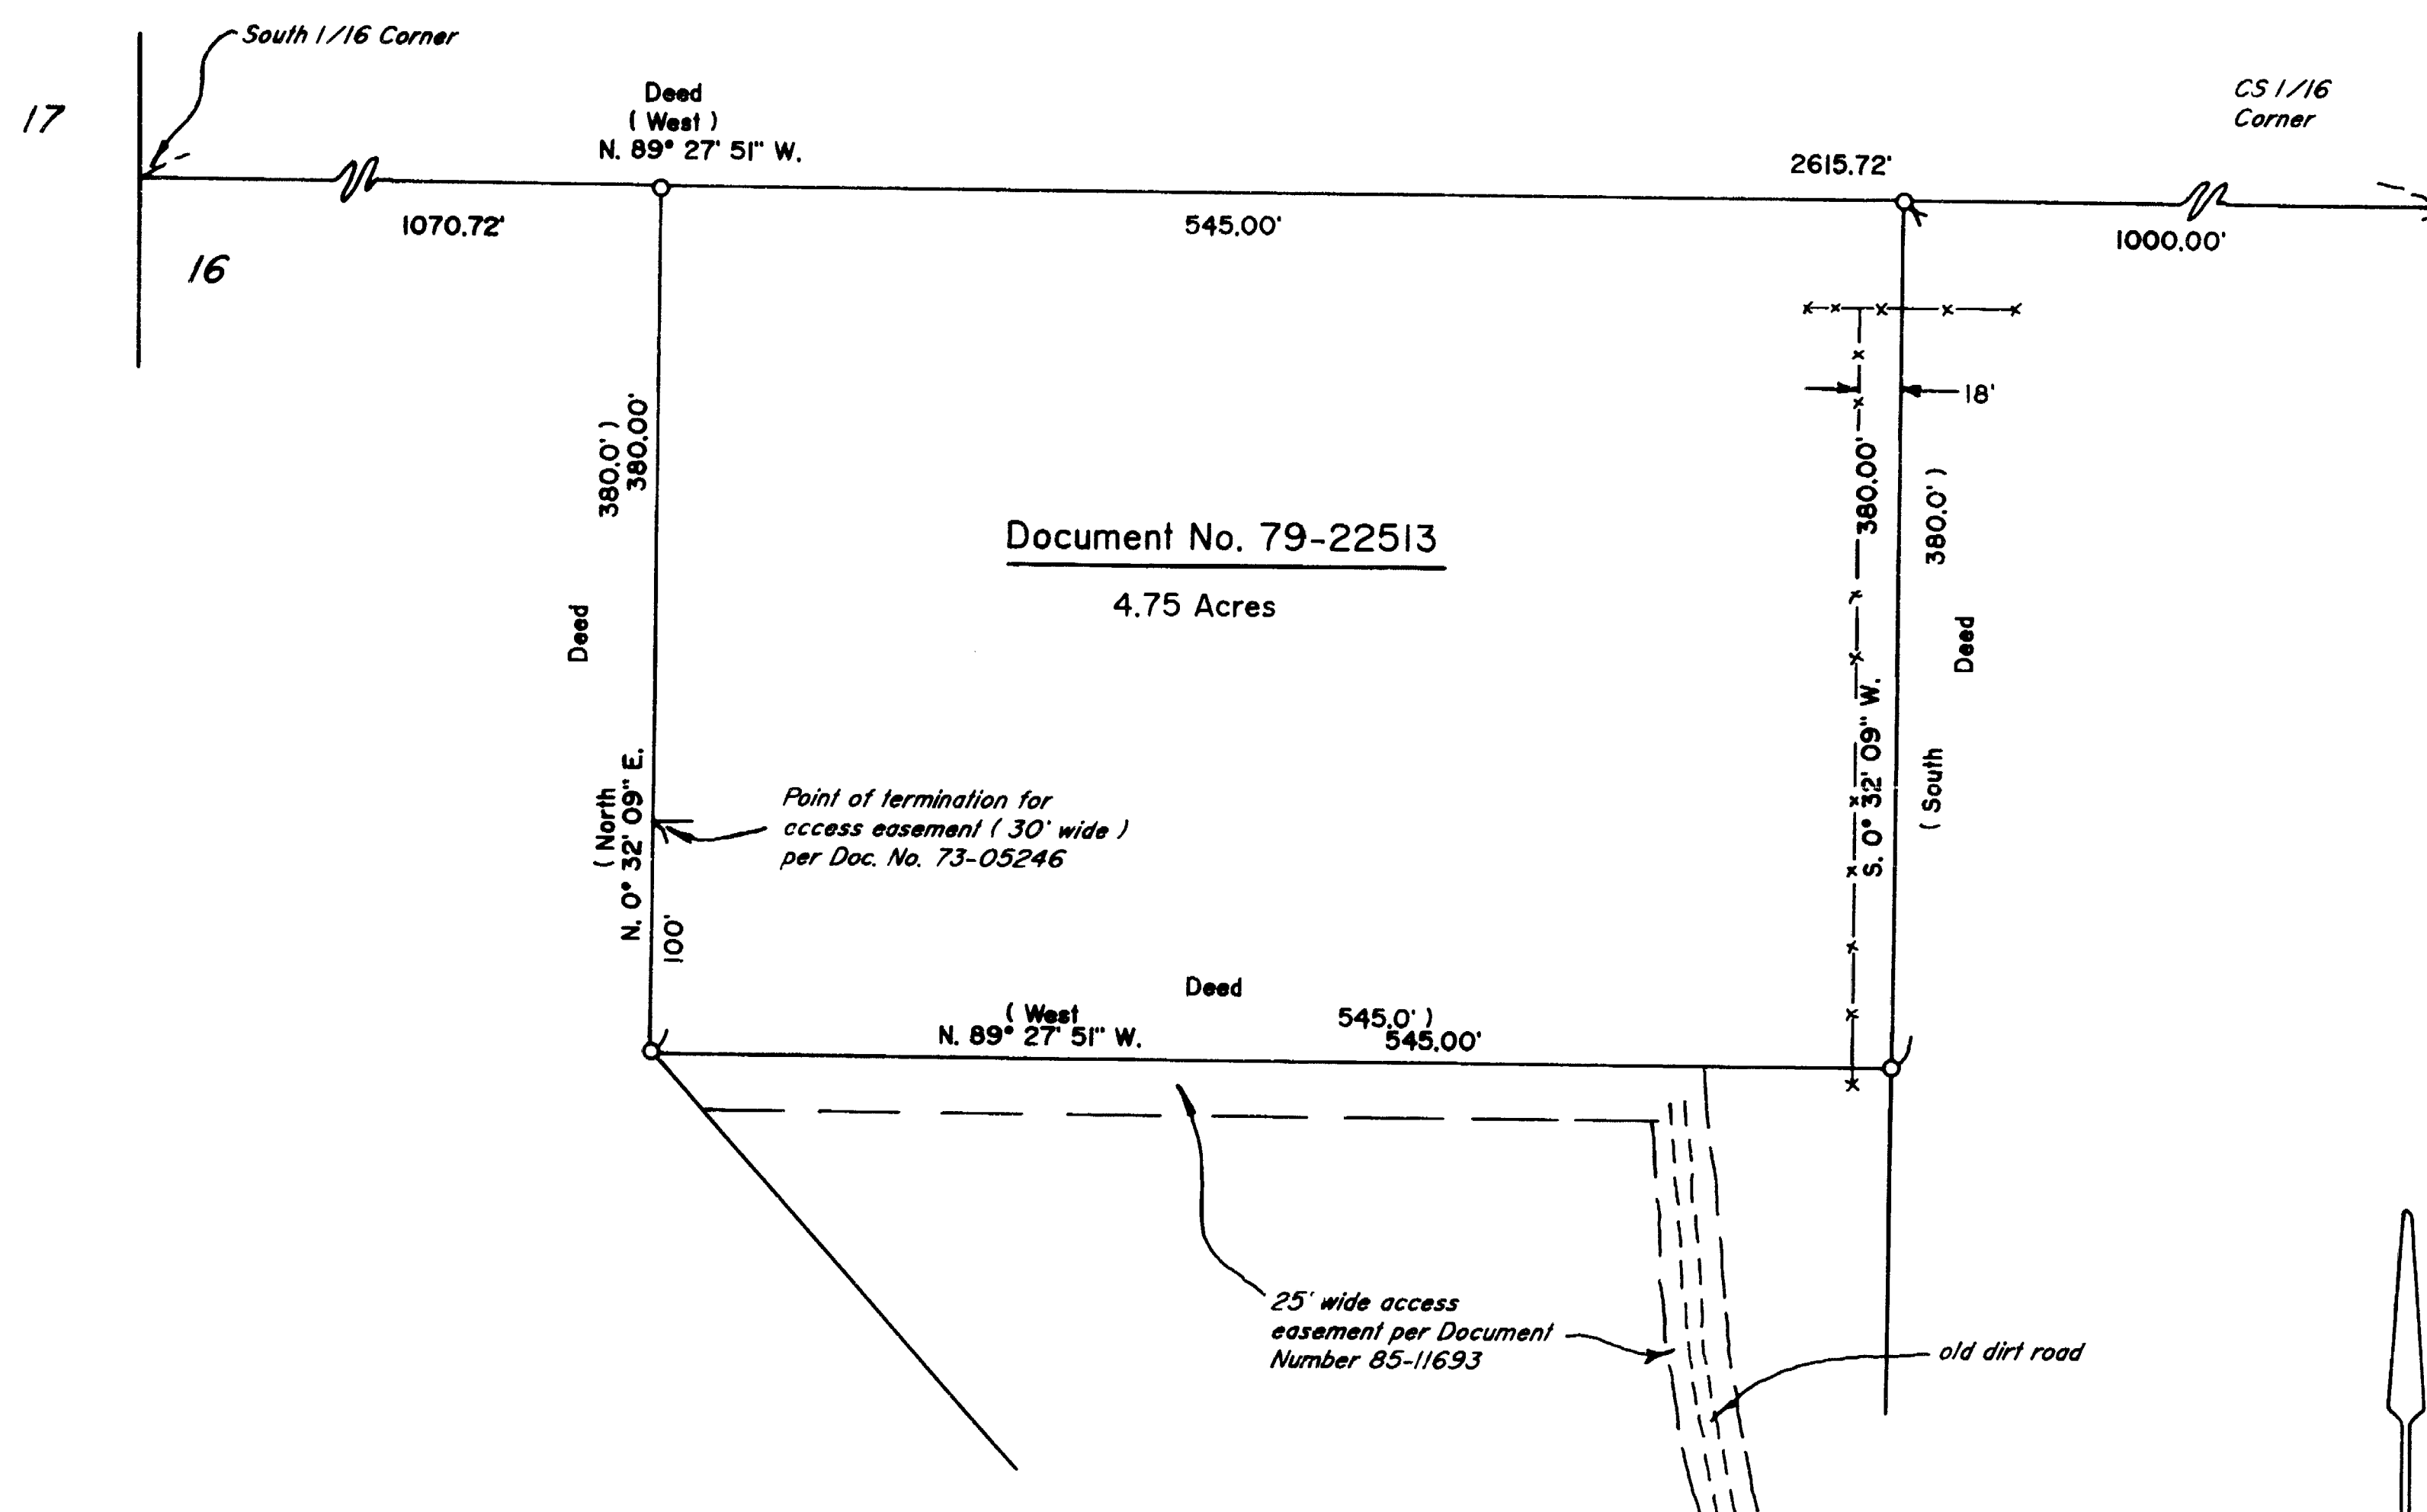 South 1/16 Corner
17
16
Deed
( West )
N. 89° 27' 51" W.
CS 1/16
Corner
2615.72'
1070.72'
545.00'
1000.00'
18'
380.0' )
380.00'
Deed
( North
N. 0° 32' 09" E.
100'
Document No. 79-22513
4.75 Acres
380.00'
S. 0° 32' 09" W.
380.0' )
Deed
( South
Point of termination for
access easement ( 30' wide )
per Doc. No. 73-05246
Deed
( West 545.0' )
N. 89° 27' 51" W. 545.00'
25' wide access
easement per Document
Number 85-11693
old dirt road